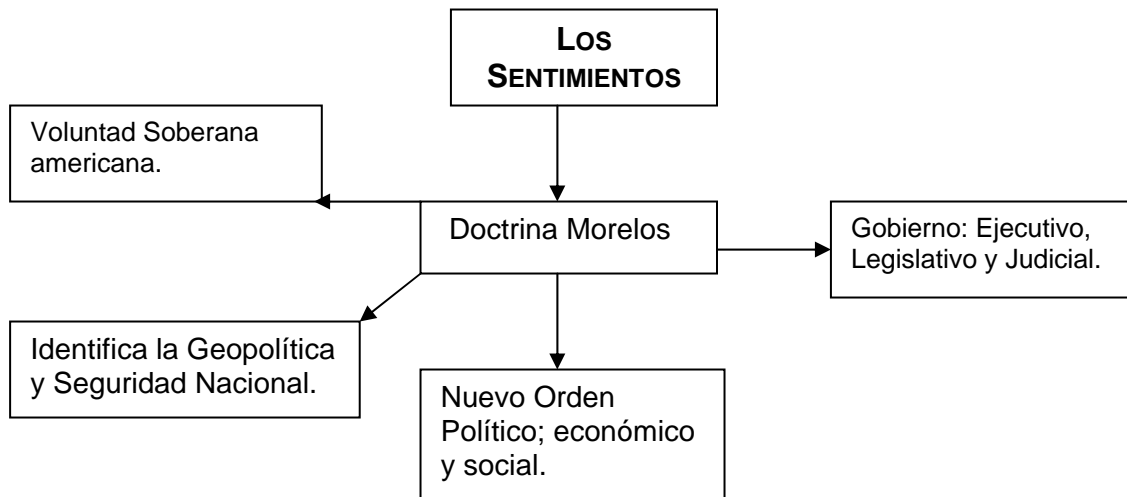 LOS
SENTIMIENTOS
Voluntad Soberana
americana.
Doctrina Morelos
Gobierno: Ejecutivo,
Legislativo y Judicial.
Identifica la Geopolítica
y Seguridad Nacional.
Nuevo Orden
Político; económico
y social.